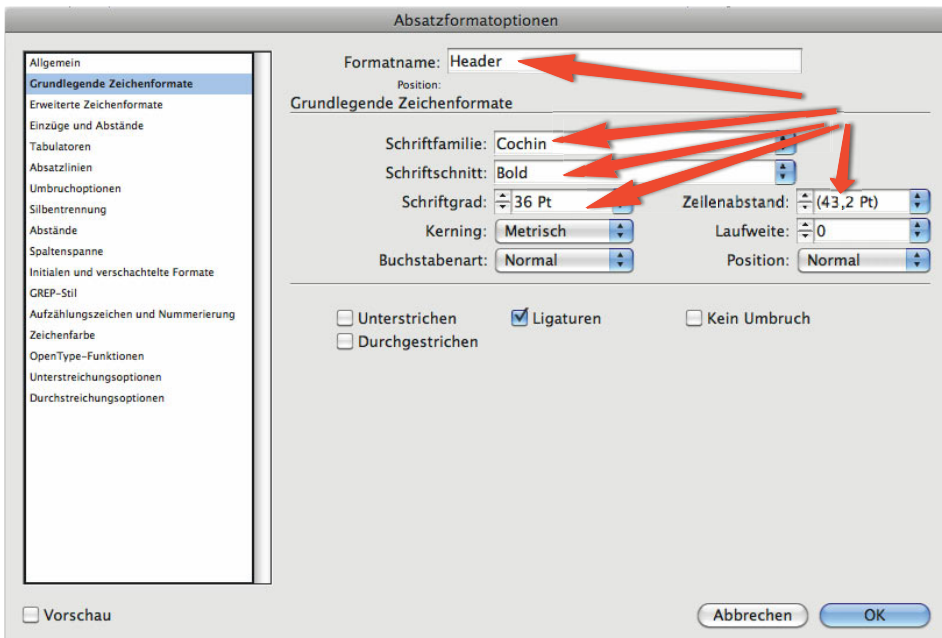 Absatzformatoptionen
Allgemein
Grundlegende Zeichenformate
Erweiterte Zeichenformate
Einzüge und Abstände
Tabulatoren
Absatzlinien
Umbruchoptionen
Silbentrennung
Abstände
Spaltenspanne
Initialen und verschachtelte Formate
GREP-Stil
Aufzählungszeichen und Nummerierung
Zeichenfarbe
OpenType-Funktionen
Unterstreichungsoptionen
Durchstreichungsoptionen
Formatname: Header
Position:
Grundlegende Zeichenformate
Schriftfamilie: Cochin
Schriftschnitt: Bold
Schriftgrad: 36 Pt Zeilenabstand: (43,2 Pt)
Kerning: Metrisch Laufweite: 0
Buchstabenart: Normal Position: Normal
Unterstrichen Ligaturen Kein Umbruch
Durchgestrichen
Vorschau Abbrechen OK